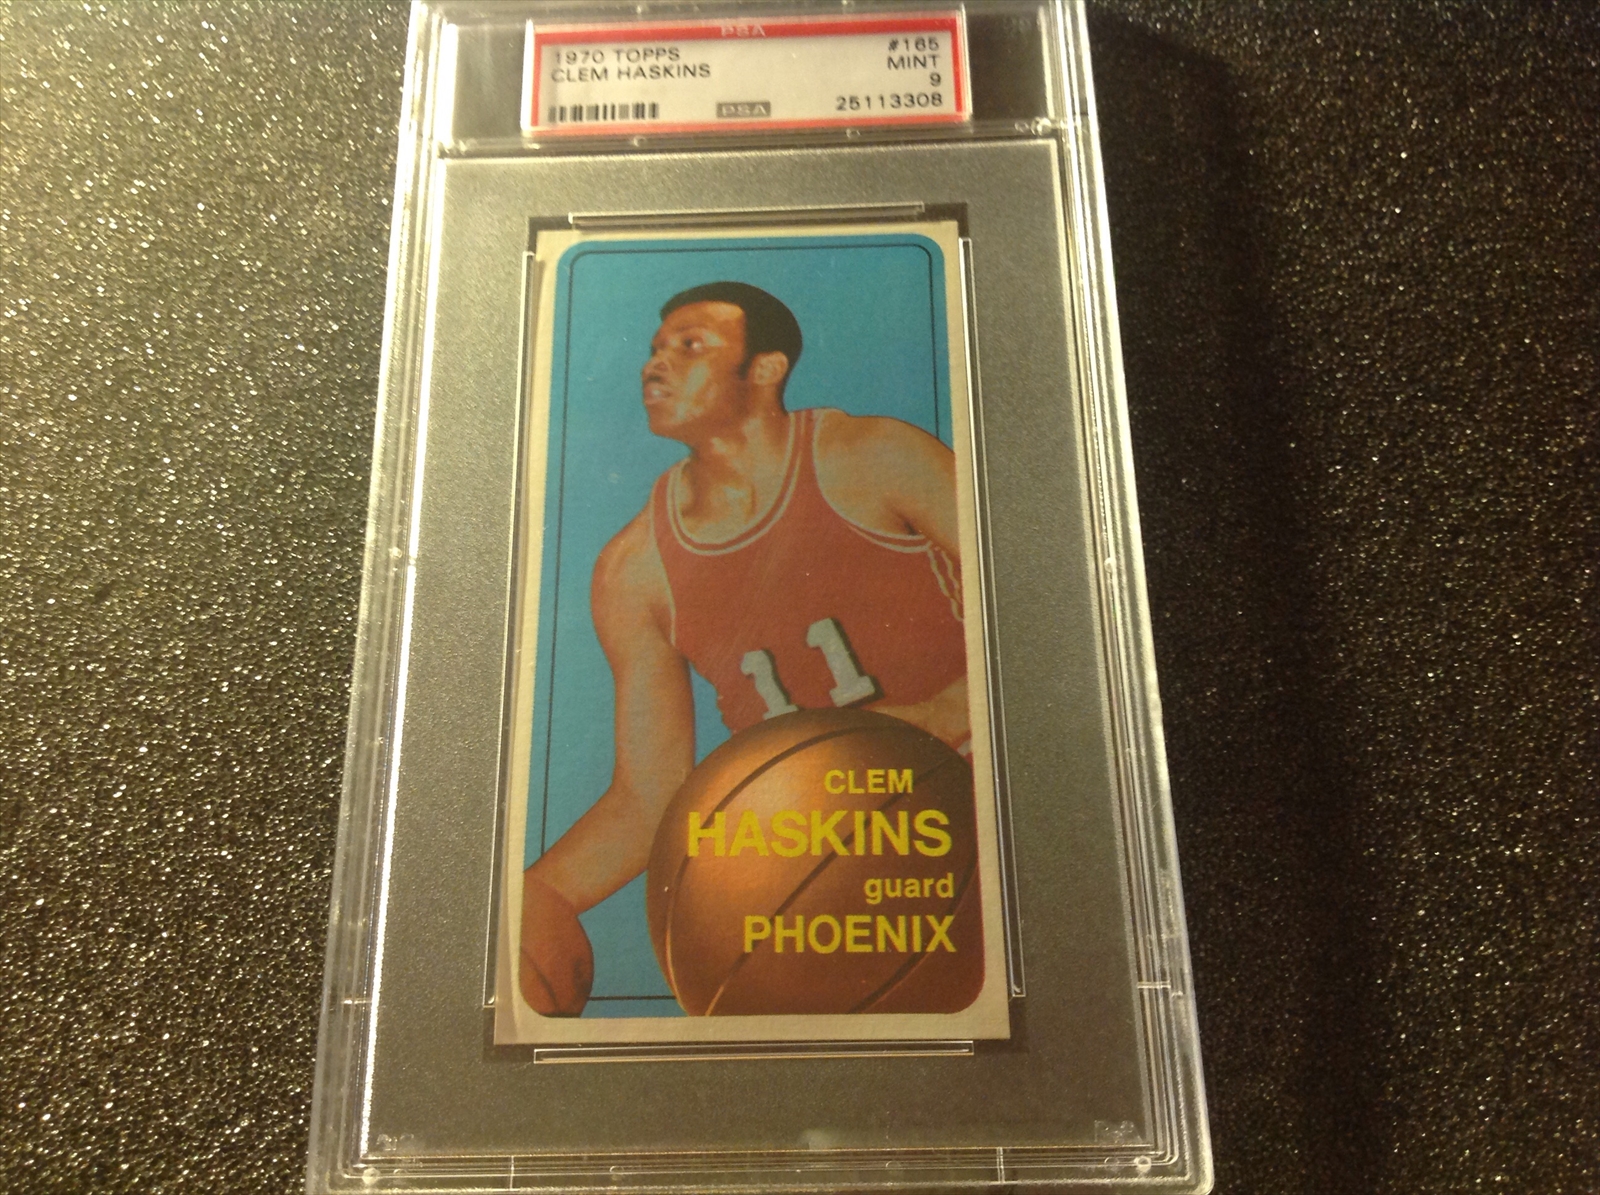 PSA
1970 TOPPS #165
CLEM HASKINS MINT
9
PSA 25113308
11
CLEM
HASKINS
guard
PHOENIX